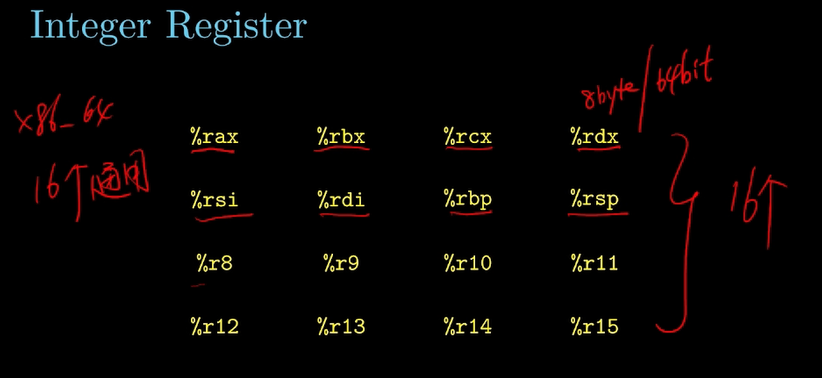 Integer Register
8byte/64bit
x86_64
16个通用
%rax %rbx %rcx %rdx
%rsi %rdi %rbp %rsp
16个
%r8 %r9 %r10 %r11
%r12 %r13 %r14 %r15